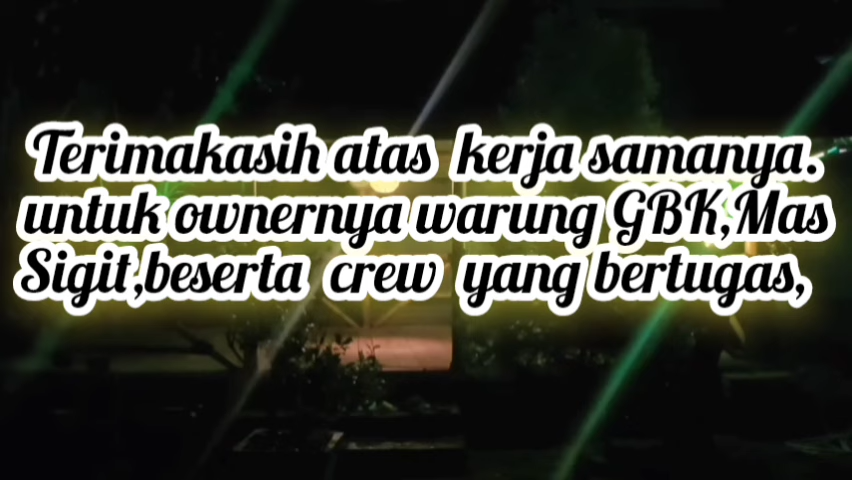 Terimakasih atas kerja samanya.
untuk ownernya warung GBK,Mas
Sigit,beserta crew yang bertugas,